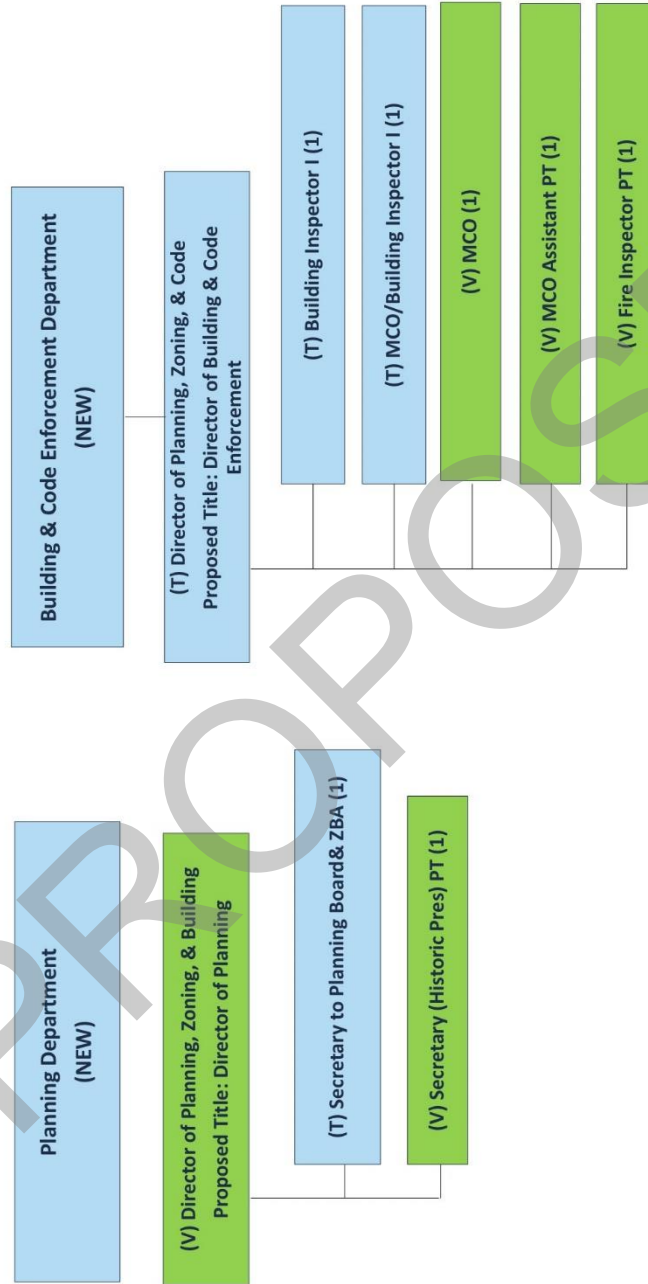 Planning Department
(NEW)
(V) Director of Planning, Zoning, & Building
Proposed Title: Director of Planning
(T) Secretary to Planning Board& ZBA (1)
(V) Secretary (Historic Pres) PT (1)
Building & Code Enforcement Department
(NEW)
(T) Director of Planning, Zoning, & Code
Proposed Title: Director of Building & Code
Enforcement
(T) Building Inspector I (1)
(T) MCO/Building Inspector I (1)
(V) MCO (1)
(V) MCO Assistant PT (1)
(V) Fire Inspector PT (1)
PROPOS